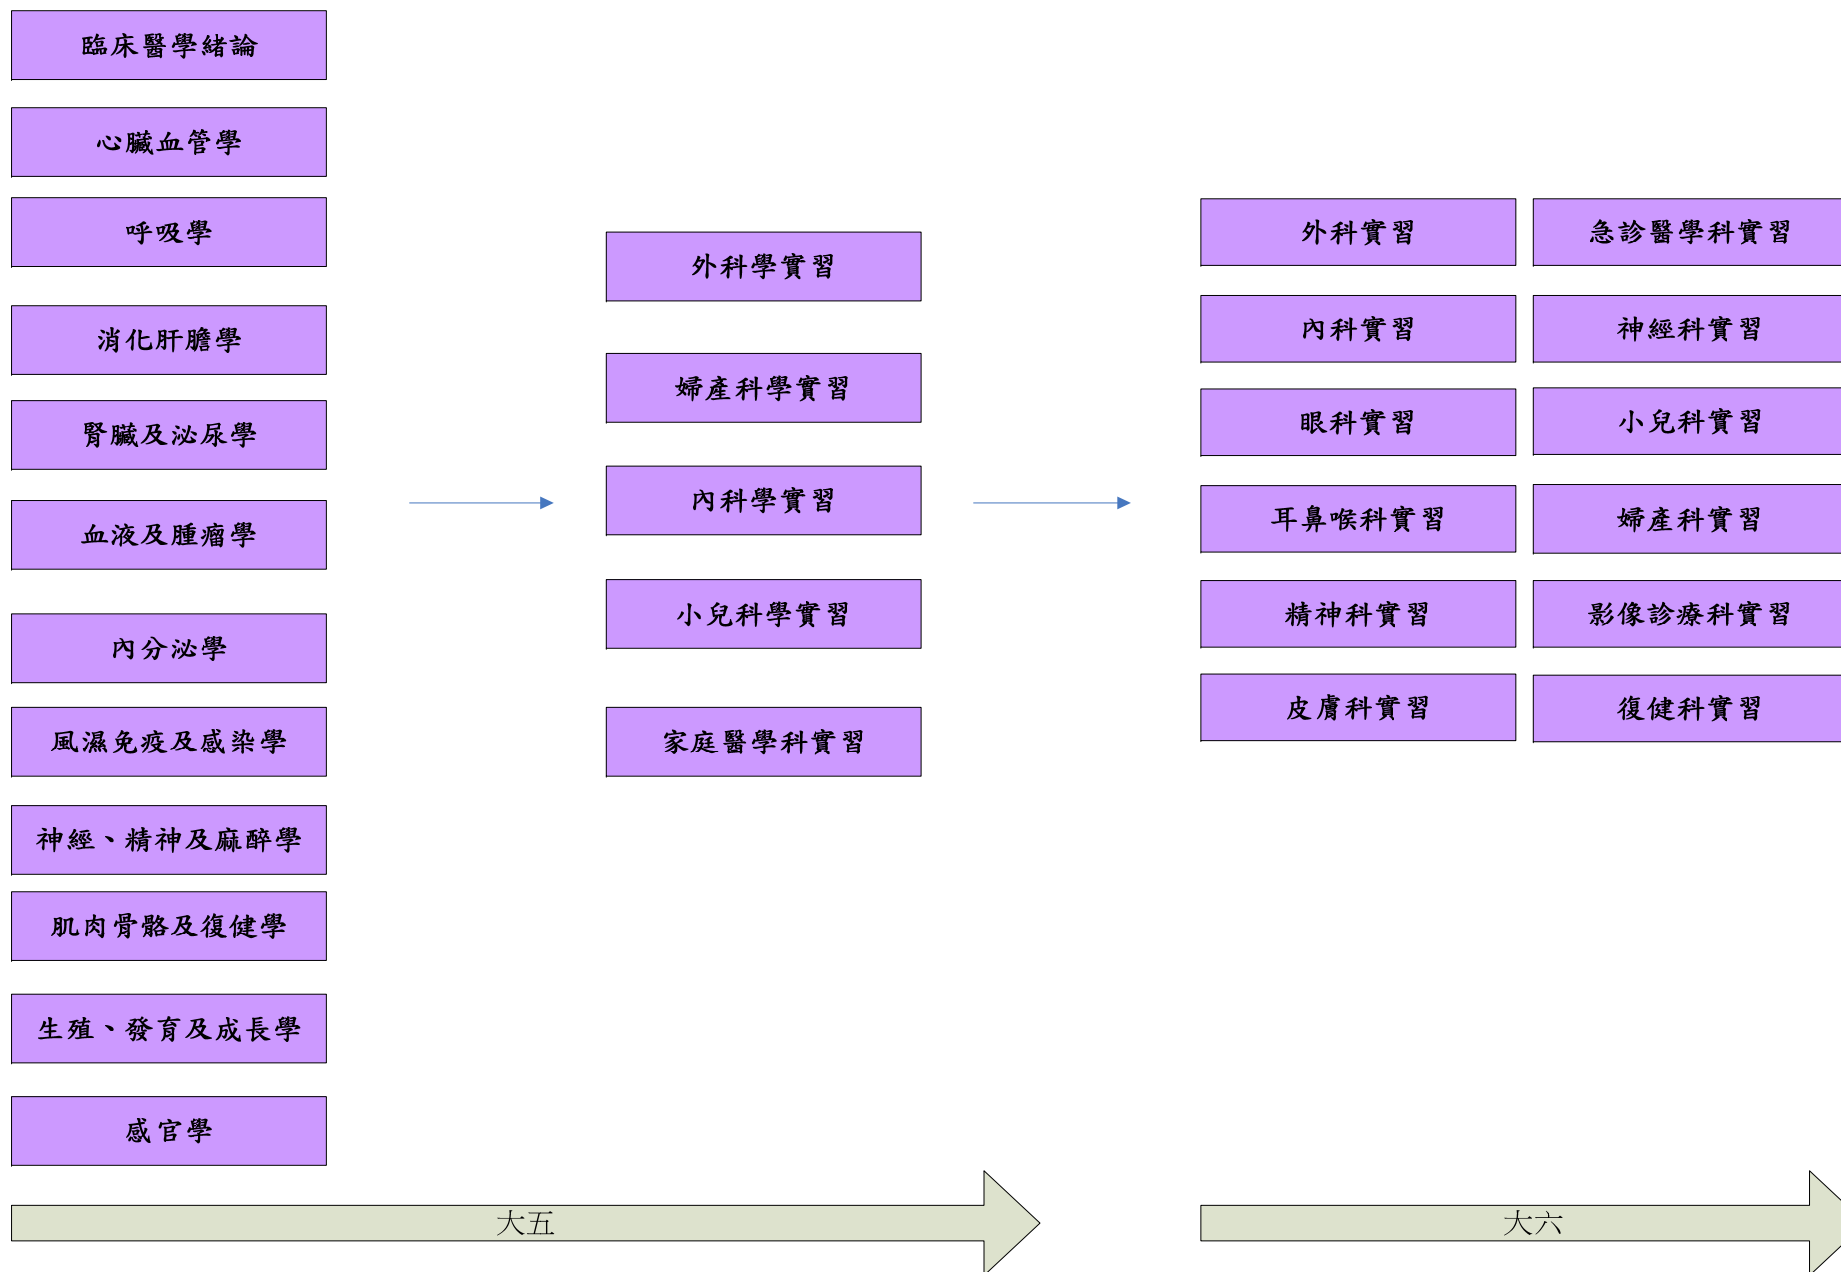 臨床醫學緒論
心臟血管學
呼吸學
消化肝膽學
腎臟及泌尿學
血液及腫瘤學
內分泌學
風濕免疫及感染學
神經、精神及麻醉學
肌肉骨骼及復健學
生殖、發育及成長學
感官學
外科學實習
婦產科學實習
內科學實習
小兒科學實習
家庭醫學科實習
外科實習
內科實習
眼科實習
耳鼻喉科實習
精神科實習
皮膚科實習
急診醫學科實習
神經科實習
小兒科實習
婦產科實習
影像診療科實習
復健科實習
大五
大六